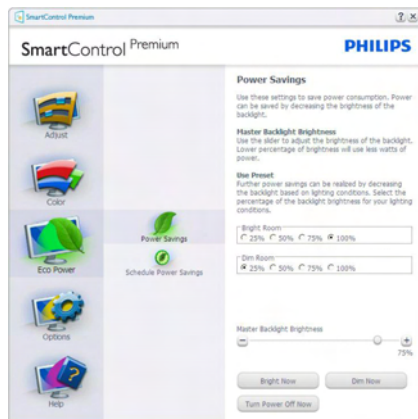 SmartControl Premium
SmartControl Premium
PHILIPS
Adjust
Color
Eco Power
Options
Help
Power Savings
Schedule Power Savings
Power Savings
Use these settings to save power consumption. Power
can be saved by decreasing the brightness of the
backlight.
Master Backlight Brightness
Use the slider to adjust the brightness of the backlight.
Lower percentage of brightness will use less watts of
power.
Use Preset
Further power savings can be realized by decreasing
the backlight based on lighting conditions. Select the
percentage of the backlight brightness for your lighting
conditions.
Bright Room
25% 50% 75% 100%
Dim Room
25% 50% 75% 100%
Master Backlight Brightness
75%
Bright Now Dim Now
Turn Power Off Now